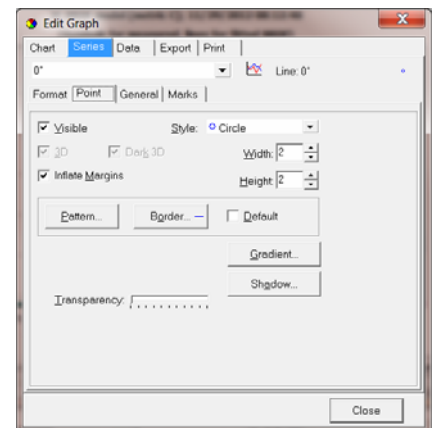 Edit Graph
Chart Series Data Export Print
0° Line: 0°
Format Point General Marks
Visible Style: Circle
3D Dark 3D Width: 2
Inflate Margins Height: 2
Pattern... Border... Default
Gradient...
Shadow...
Transparency:
Close